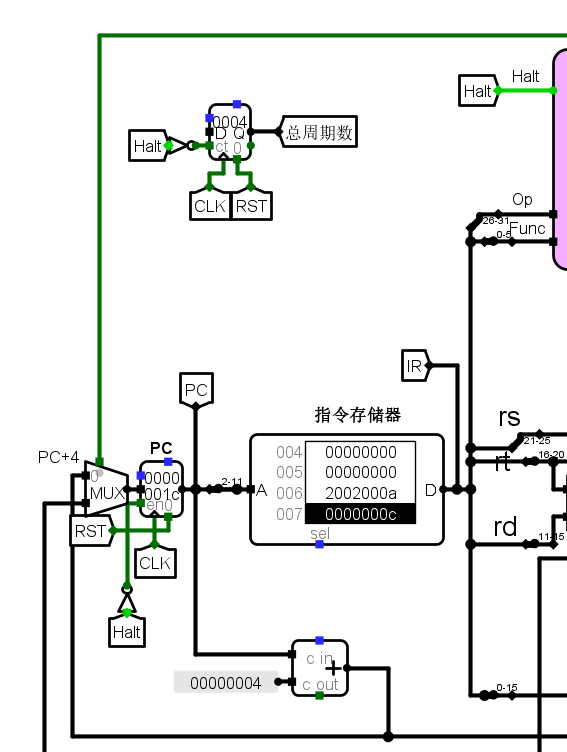 Halt
Halt
Halt
0004
D Q
ct 0
总周期数
CLK
RST
Op
26-31
Func
0-5
IR
PC
指令存储器
rs
21-25
PC
PC+4
0
MUX
0000
001c
en0
2-11
A
004 00000000
005 00000000
006 2002000a
007 0000000c
D
sel
rt
16-20
RST
CLK
rd
11-15
Halt
c in
+
00000004
c out
0-15